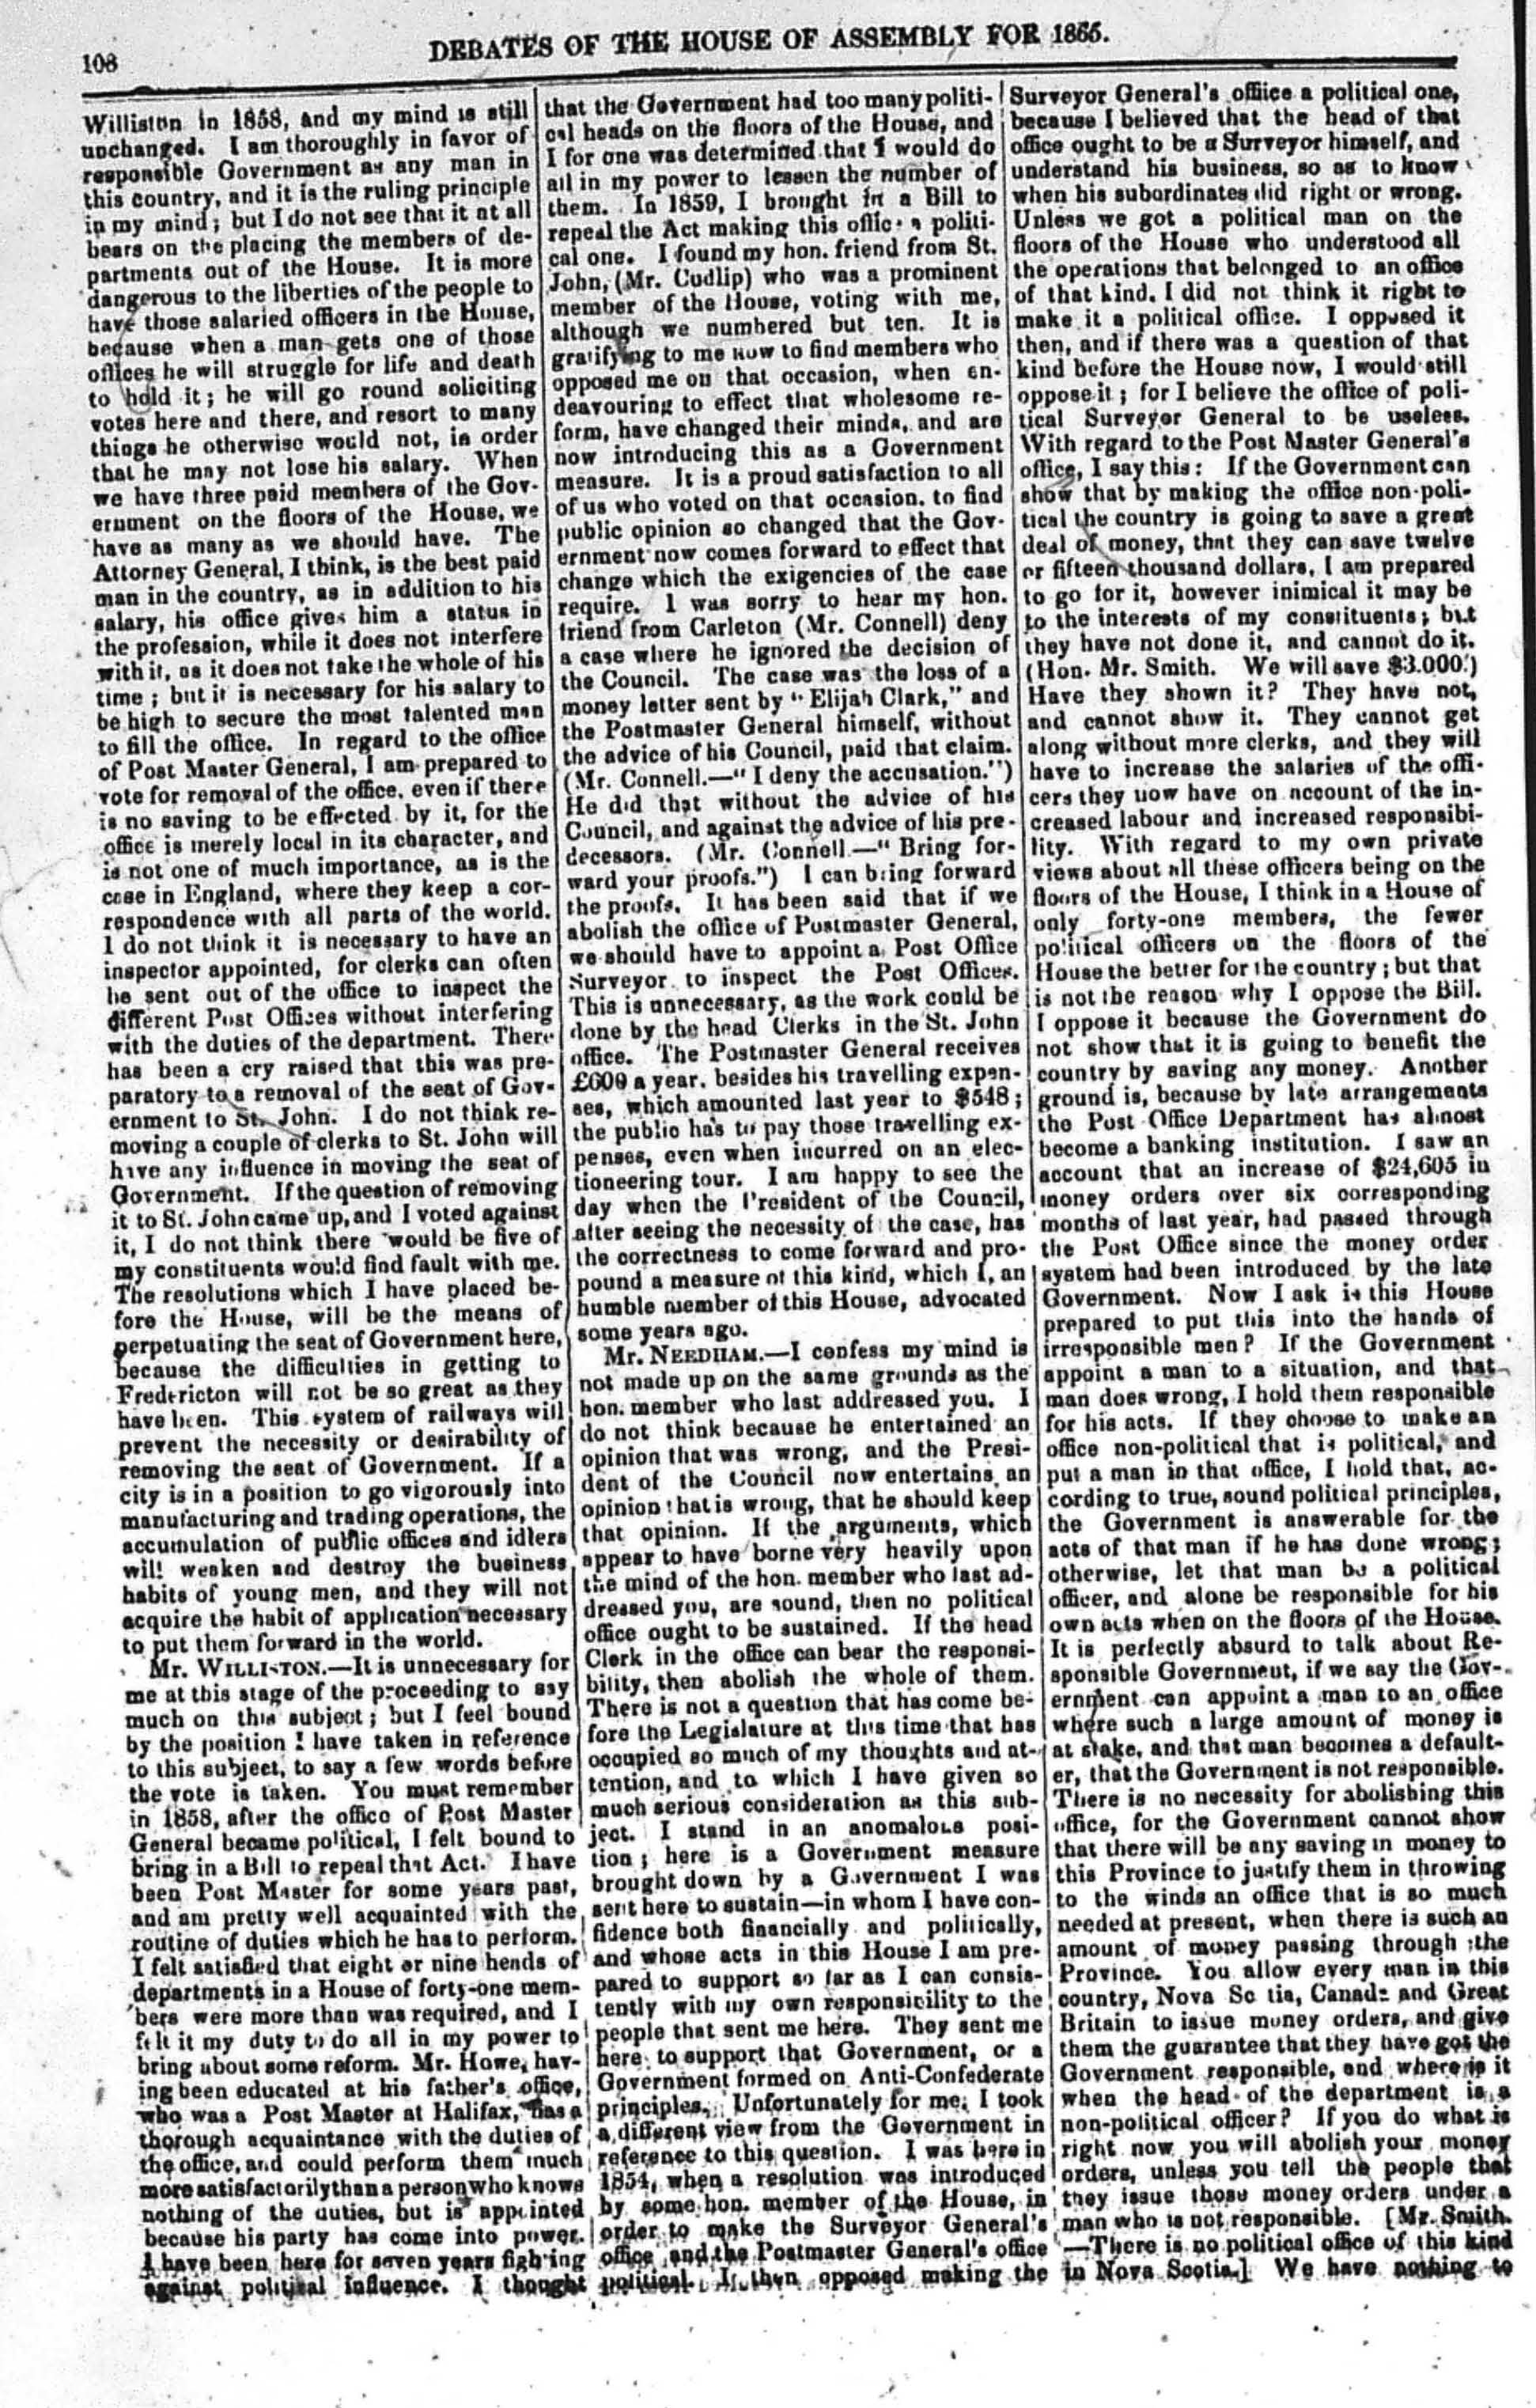 108
DEBATES OF THE HOUSE OF ASSEMBLY FOR 1865.
Williston in 1858, and my mind is still
unchanged. I am thoroughly in favor of
responsible Government as any man in
this country, and it is the ruling principle
in my mind; but I do not see that it at all
bears on the placing the members of de-
partments out of the House. It is more
dangerous to the liberties of the people to
have those salaried officers in the House,
because when a man gets one of those
offices he will struggle for life and death
to hold it; he will go round soliciting
votes here and there, and resort to many
things he otherwise would not, in order
that he may not lose his salary. When
we have three paid members of the Gov-
ernment on the floors of the House, we
have as many as we should have. The
Attorney General, I think, is the best paid
man in the country, as in addition to his
salary, his office gives him a status in
the profession, while it does not interfere
with it, as it does not take the whole of his
time; but it is necessary for his salary to
be high to secure the most talented man
to fill the office. In regard to the office
of Post Master General, I am prepared to
vote for removal of the office, even if there
is no saving to be effected by it, for the
office is merely local in its character, and
is not one of much importance, as is the
case in England, where they keep a cor-
respondence with all parts of the world.
I do not think it is necessary to have an
inspector appointed, for clerks can often
be sent out of the office to inspect the
different Post Offices without interfering
with the duties of the department. There
has been a cry raised that this was pre-
paratory to a removal of the seat of Gov-
ernment to St. John. I do not think re-
moving a couple of clerks to St. John will
have any influence in moving the seat of
Government. If the question of removing
it to St. John came up, and I voted against
it, I do not think there would be five of
my constituents would find fault with me.
The resolutions which I have placed be-
fore the House, will be the means of
perpetuating the seat of Government here,
because the difficulties in getting to
Fredericton will not be so great as they
have been. This system of railways will
prevent the necessity or desirability of
removing the seat of Government. If a
city is in a position to go vigorously into
manufacturing and trading operations, the
accumulation of public offices and idlers
will weaken and destroy the business
habits of young men, and they will not
acquire the habit of application necessary
to put them forward in the world.
Mr. WILLISTON.—It is unnecessary for
me at this stage of the proceeding to say
much on this subject; but I feel bound
by the position I have taken in reference
to this subject, to say a few words before
the vote is taken. You must remember
in 1858, after the office of Post Master
General became political, I felt bound to
bring in a Bill to repeal that Act. I have
been Post Master for some years past,
and am pretty well acquainted with the
routine of duties which he has to perform.
I felt satisfied that eight or nine heads of
departments in a House of forty-one mem-
bers were more than was required, and I
felt it my duty to do all in my power to
bring about some reform. Mr. Howe, hav-
ing been educated at his father's office,
who was a Post Master at Halifax, has a
thorough acquaintance with the duties of
the office, and could perform them much
more satisfactorily than a person who knows
nothing of the duties, but is appointed
because his party has come into power.
I have been here for seven years fighting
against political influence. I thought
that the Government had too many politi-
cal heads on the floors of the House, and
I for one was determined that I would do
all in my power to lessen the number of
them. In 1859, I brought in a Bill to
repeal the Act making this office a politi-
cal one. I found my hon. friend from St.
John, (Mr. Cudlip) who was a prominent
member of the House, voting with me,
although we numbered but ten. It is
gratifying to me now to find members who
opposed me on that occasion, when en-
deavouring to effect that wholesome re-
form, have changed their minds, and are
now introducing this as a Government
measure. It is a proud satisfaction to all
of us who voted on that occasion, to find
public opinion so changed that the Gov-
ernment now comes forward to effect that
change which the exigencies of the case
require. I was sorry to hear my hon.
friend from Carleton (Mr. Connell) deny
a case where he ignored the decision of
the Council. The case was the loss of a
money letter sent by "Elijah Clark," and
the Postmaster General himself, without
the advice of his Council, paid that claim.
(Mr. Connell.—"I deny the accusation.")
He did that without the advice of his
Council, and against the advice of his pre-
decessors. (Mr. Connell.—"Bring for-
ward your proofs.") I can bring forward
the proofs. It has been said that if we
abolish the office of Postmaster General,
we should have to appoint a Post Office
Surveyor to inspect the Post Offices.
This is unnecessary, as the work could be
done by the head Clerks in the St. John
office. The Postmaster General receives
£600 a year, besides his travelling expen-
ses, which amounted last year to $548;
the public has to pay those travelling ex-
penses, even when incurred on an elec-
tioneering tour. I am happy to see the
day when the President of the Council,
after seeing the necessity of the case, has
the correctness to come forward and pro-
pound a measure of this kind, which I, an
humble member of this House, advocated
some years ago.
Mr. NEEDHAM.—I confess my mind is
not made up on the same grounds as the
hon. member who last addressed you. I
do not think because he entertained an
opinion that was wrong, and the Presi-
dent of the Council now entertains an
opinion that is wrong, that he should keep
that opinion. If the arguments, which
appear to have borne very heavily upon
the mind of the hon. member who last ad-
dressed you, are sound, then no political
office ought to be sustained. If the head
Clerk in the office can bear the responsi-
bility, then abolish the whole of them.
There is not a question that has come be-
fore the Legislature at this time that has
occupied so much of my thoughts and at-
tention, and to which I have given so
much serious consideration as this sub-
ject. I stand in an anomalous posi-
tion; here is a Government measure
brought down by a Government I was
sent here to sustain—in whom I have con-
fidence both financially and politically,
and whose acts in this House I am pre-
pared to support so far as I can consis-
tently with my own responsibility to the
people that sent me here. They sent me
here to support that Government, or a
Government formed on Anti-Confederate
principles. Unfortunately for me, I took
a different view from the Government in
reference to this question. I was here in
1854, when a resolution was introduced
by some hon. member of the House, in
order to make the Surveyor General's
office and the Postmaster General's office
political. I then opposed making the
Surveyor General's offiice a political one,
because I believed that the head of that
office ought to be a Surveyor himself, and
understand his business, so as to know
when his subordinates did right or wrong.
Unless we got a political man on the
floors of the House who understood all
the operations that belonged to an office
of that kind, I did not think it right to
make it a political office. I opposed it
then, and if there was a question of that
kind before the House now, I would still
oppose it; for I believe the office of poli-
tical Surveyor General to be useless.
With regard to the Post Master General's
office, I say this: If the Government can
show that by making the office non-poli-
tical the country is going to save a great
deal of money, that they can save twelve
or fifteen thousand dollars, I am prepared
to go for it, however inimical it may be
to the interests of my constituents; but
they have not done it, and cannot do it.
(Hon. Mr. Smith. We will save $3.000.)
Have they shown it? They have not,
and cannot show it. They cannot get
along without more clerks, and they will
have to increase the salaries of the offi-
cers they now have on account of the in-
creased labour and increased responsibi-
lity. With regard to my own private
views about all these officers being on the
floors of the House, I think in a House of
only forty-one members, the fewer
political officers on the floors of the
House the better for the country; but that
is not the reason why I oppose the Bill.
I oppose it because the Government do
not show that it is going to benefit the
country by saving any money. Another
ground is, because by late arrangements
the Post Office Department has almost
become a banking institution. I saw an
account that an increase of $24,605 in
money orders over six corresponding
months of last year, had passed through
the Post Office since the money order
system had been introduced by the late
Government. Now I ask is this House
prepared to put this into the hands of
irresponsible men? If the Government
appoint a man to a situation, and that
man does wrong, I hold them responsible
for his acts. If they choose to make an
office non-political that is political, and
put a man in that office, I hold that, ac-
cording to true, sound political principles,
the Government is answerable for the
acts of that man if he has done wrong;
otherwise, let that man be a political
officer, and alone be responsible for his
own acts when on the floors of the House.
It is perfectly absurd to talk about Re-
sponsible Government, if we say the Gov-
ernment can appoint a man to an office
where such a large amount of money is
at stake, and that man becomes a default-
er, that the Government is not responsible.
There is no necessity for abolishing this
office, for the Government cannot show
that there will be any saving in money to
this Province to justify them in throwing
to the winds an office that is so much
needed at present, when there is such an
amount of money passing through the
Province. You allow every man in this
country, Nova Scotia, Canada and Great
Britain to issue money orders, and give
them the guarantee that they have got the
Government responsible, and where is it
when the head of the department is a
non-political officer? If you do what is
right now you will abolish your money
orders, unless you tell the people that
they issue those money orders under a
man who is not responsible. [Mr. Smith.
—There is no political office of this kind
in Nova Scotia.] We have nothing to